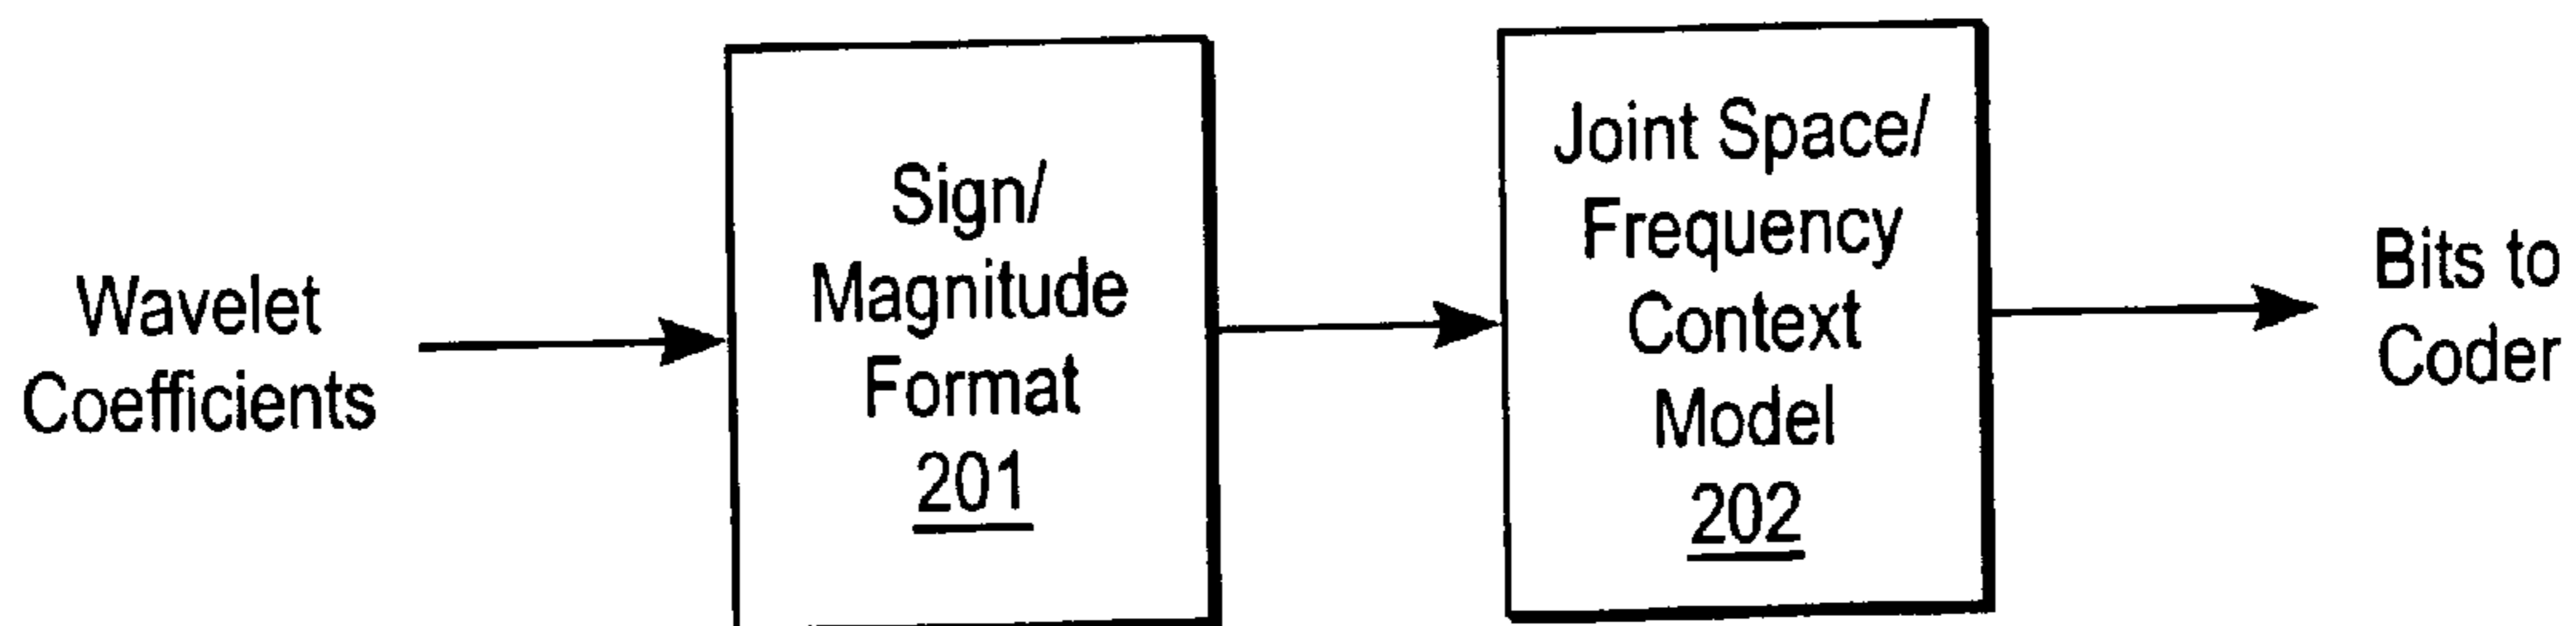 Wavelet
Coefficients
Sign/
Magnitude
Format
201
Joint Space/
Frequency
Context
Model
202
Bits to
Coder